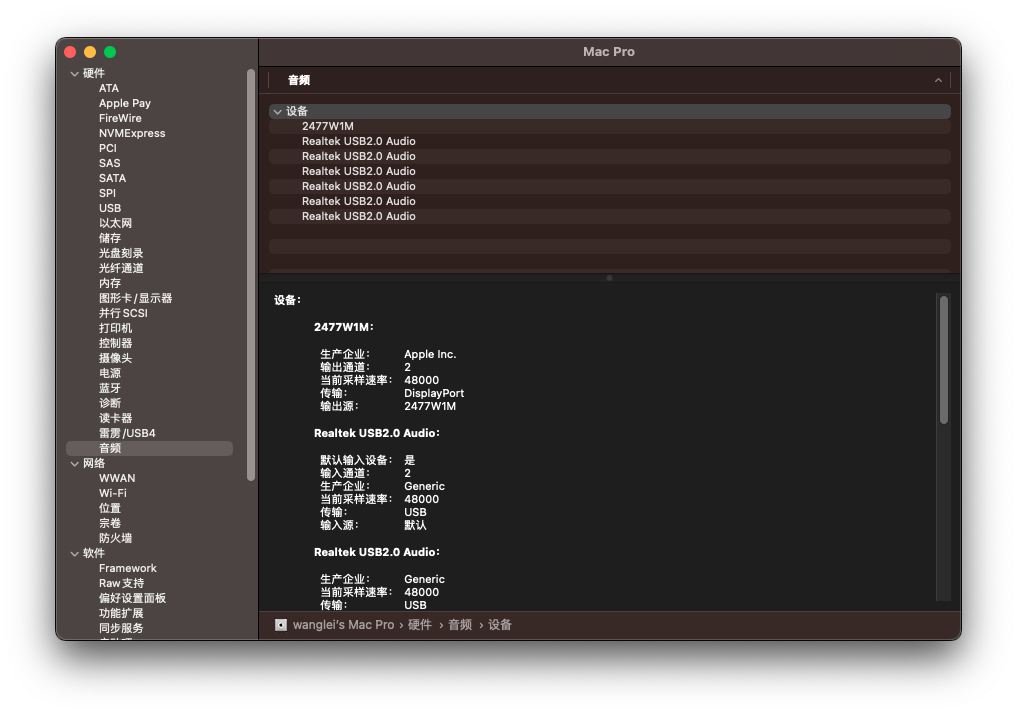 Mac Pro
硬件
ATA
Apple Pay
FireWire
NVMExpress
PCI
SAS
SATA
SPI
USB
以太网
储存
光盘刻录
光纤通道
内存
图形卡/显示器
并行SCSI
打印机
控制器
摄像头
电源
蓝牙
诊断
读卡器
雷雳/USB4
音频
网络
WWAN
Wi-Fi
位置
宗卷
防火墙
软件
Framework
Raw支持
偏好设置面板
功能扩展
同步服务
音频
设备
2477W1M
Realtek USB2.0 Audio
Realtek USB2.0 Audio
Realtek USB2.0 Audio
Realtek USB2.0 Audio
Realtek USB2.0 Audio
Realtek USB2.0 Audio
设备：
2477W1M：
生产企业： Apple Inc.
输出通道： 2
当前采样速率： 48000
传输： DisplayPort
输出源： 2477W1M
Realtek USB2.0 Audio：
默认输入设备： 是
输入通道： 2
生产企业： Generic
当前采样速率： 48000
传输： USB
输入源： 默认
Realtek USB2.0 Audio：
生产企业： Generic
当前采样速率： 48000
传输： USB
wanglei's Mac Pro › 硬件 › 音频 › 设备